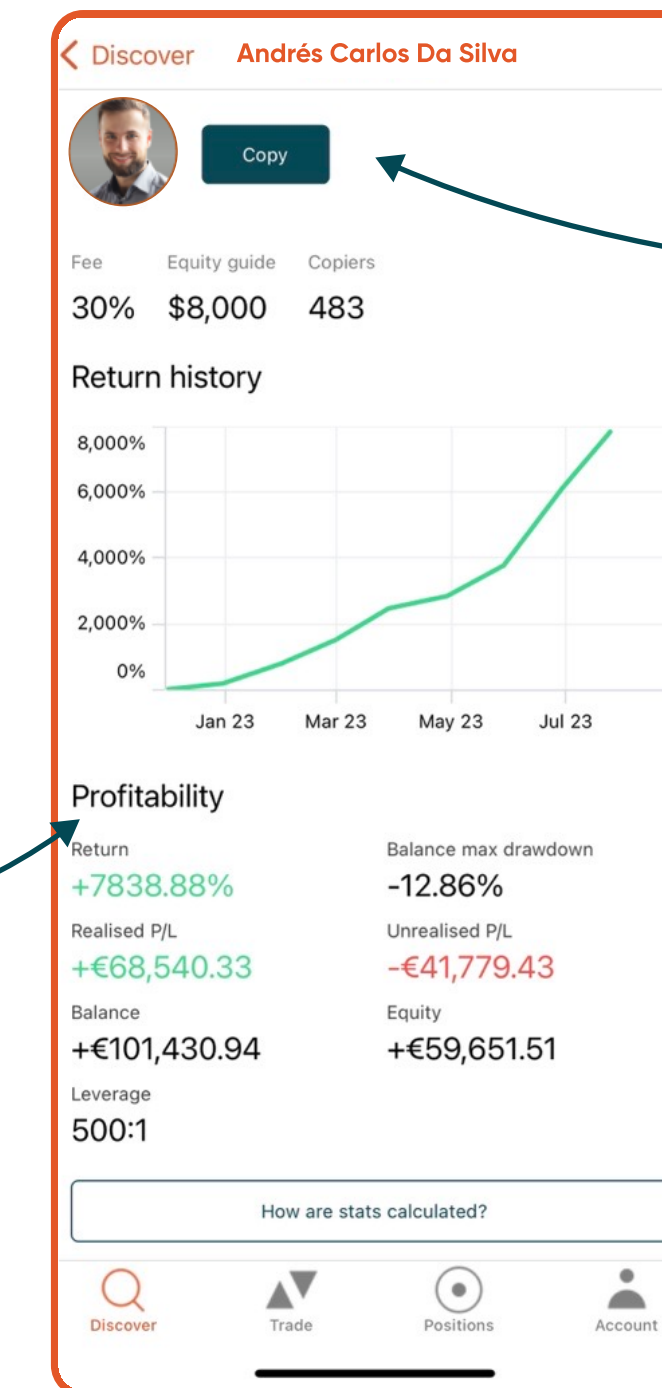 Discover Andrés Carlos Da Silva
Copy
Fee Equity guide Copiers
30% $8,000 483
Return history
8,000%
6,000%
4,000%
2,000%
0%
Jan 23 Mar 23 May 23 Jul 23
Profitability
Return Balance max drawdown
+7838.88% -12.86%
Realised P/L Unrealised P/L
+€68,540.33 -€41,779.43
Balance Equity
+€101,430.94 +€59,651.51
Leverage
500:1
How are stats calculated?
Discover Trade Positions Account